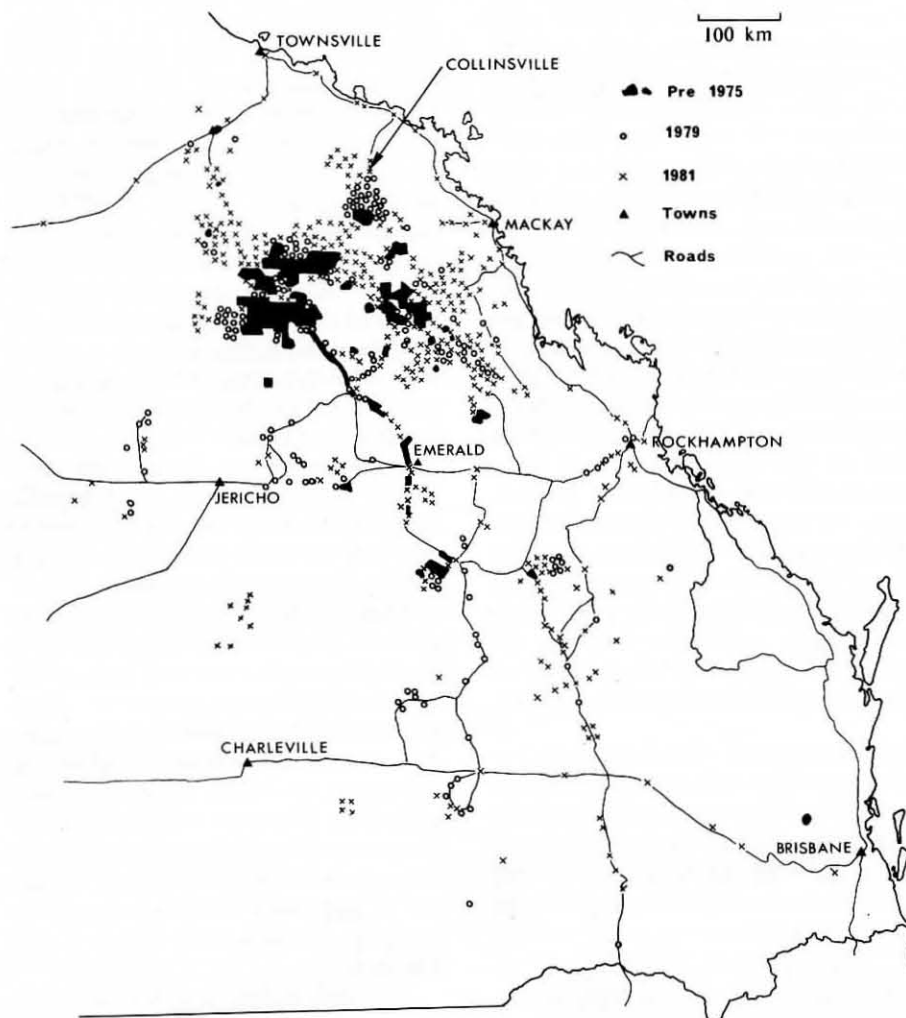 TOWNSVILLE
COLLINSVILLE
100 km
Pre 1975
1979
1981
Towns
Roads
MACKAY
EMERALD
ROCKHAMPTON
JERICHO
CHARLEVILLE
BRISBANE